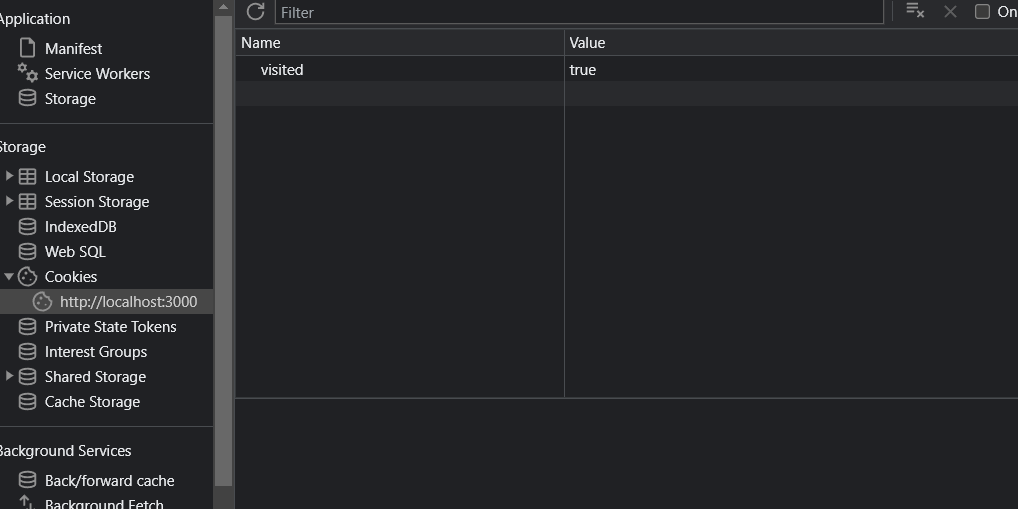 Application
Manifest
Service Workers
Storage
Storage
Local Storage
Session Storage
IndexedDB
Web SQL
Cookies
http://localhost:3000
Private State Tokens
Interest Groups
Shared Storage
Cache Storage
Background Services
Back/forward cache
Background Fetch
Filter
On
Name Value
visited true